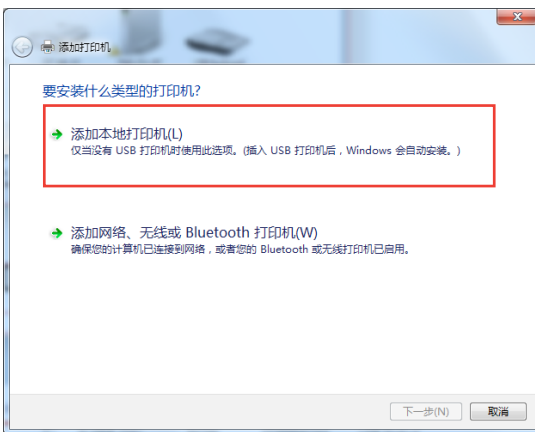 添加打印机
要安装什么类型的打印机?
添加本地打印机(L)
仅当没有 USB 打印机时使用此选项。(插入 USB 打印机后，Windows 会自动安装。)
添加网络、无线或 Bluetooth 打印机(W)
确保您的计算机已连接到网络，或者您的 Bluetooth 或无线打印机已启用。
下一步(N) 取消